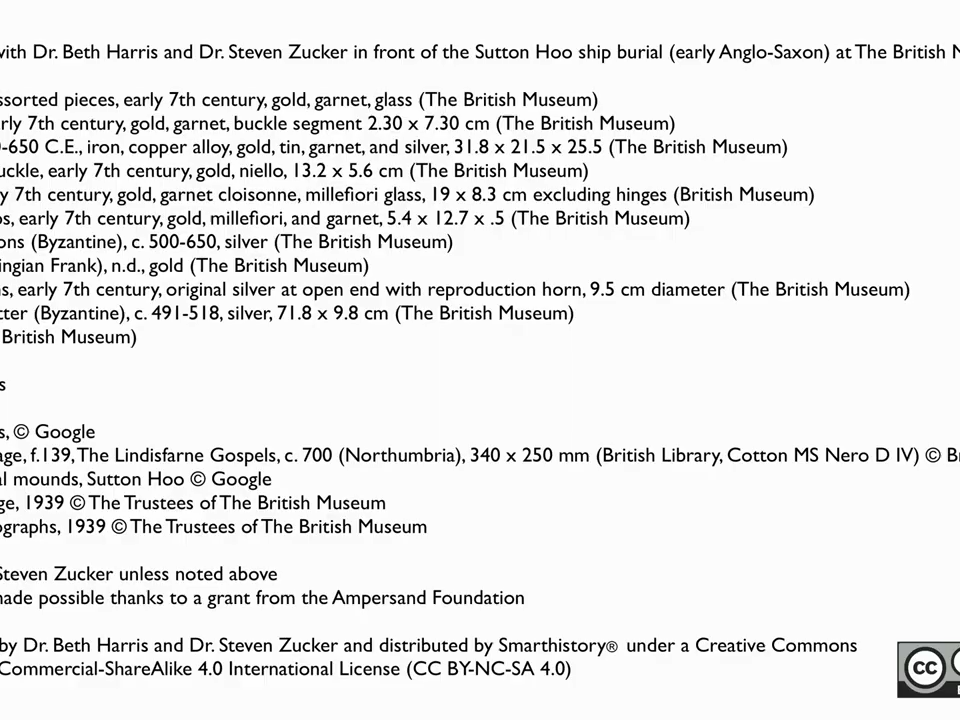 with Dr. Beth Harris and Dr. Steven Zucker in front of the Sutton Hoo ship burial (early Anglo-Saxon) at The British
assorted pieces, early 7th century, gold, garnet, glass (The British Museum)
early 7th century, gold, garnet, buckle segment 2.30 x 7.30 cm (The British Museum)
-650 C.E., iron, copper alloy, gold, tin, garnet, and silver, 31.8 x 21.5 x 25.5 (The British Museum)
uckle, early 7th century, gold, niello, 13.2 x 5.6 cm (The British Museum)
y 7th century, gold, garnet cloisonne, millefiori glass, 19 x 8.3 cm excluding hinges (British Museum)
ps, early 7th century, gold, millefiori, and garnet, 5.4 x 12.7 x .5 (The British Museum)
ons (Byzantine), c. 500-650, silver (The British Museum)
ingian Frank), n.d., gold (The British Museum)
ns, early 7th century, original silver at open end with reproduction horn, 9.5 cm diameter (The British Museum)
tter (Byzantine), c. 491-518, silver, 71.8 x 9.8 cm (The British Museum)
British Museum)
s
s, © Google
age, f.139, The Lindisfarne Gospels, c. 700 (Northumbria), 340 x 250 mm (British Library, Cotton MS Nero D IV) © B
al mounds, Sutton Hoo © Google
ge, 1939 © The Trustees of The British Museum
ographs, 1939 © The Trustees of The British Museum
Steven Zucker unless noted above
made possible thanks to a grant from the Ampersand Foundation
by Dr. Beth Harris and Dr. Steven Zucker and distributed by Smarthistory® under a Creative Commons
Commercial-ShareAlike 4.0 International License (CC BY-NC-SA 4.0)
cc